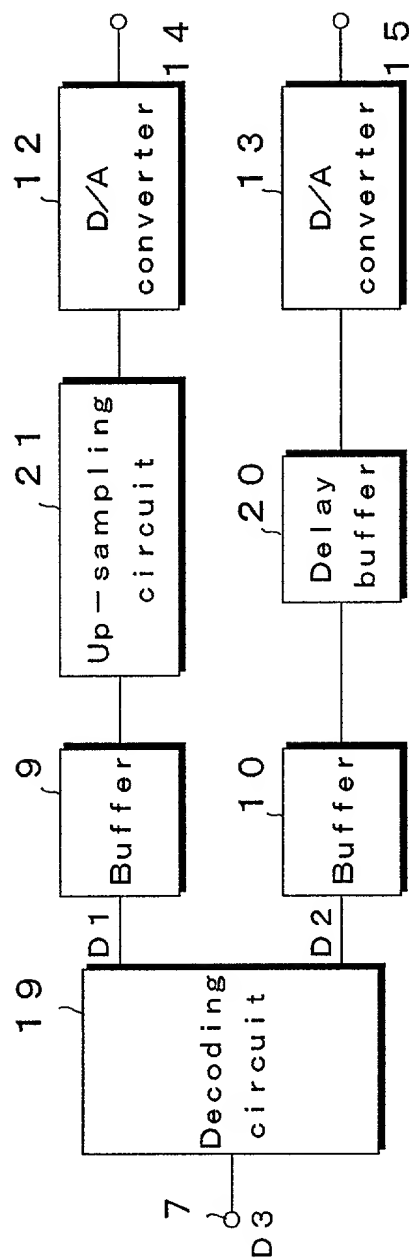 7
D3
19
Decoding
circuit
D1
9
Buffer
21
Up-sampling
circuit
12
D/A
converter
14
D2
10
Buffer
20
Delay
buffer
13
D/A
converter
15